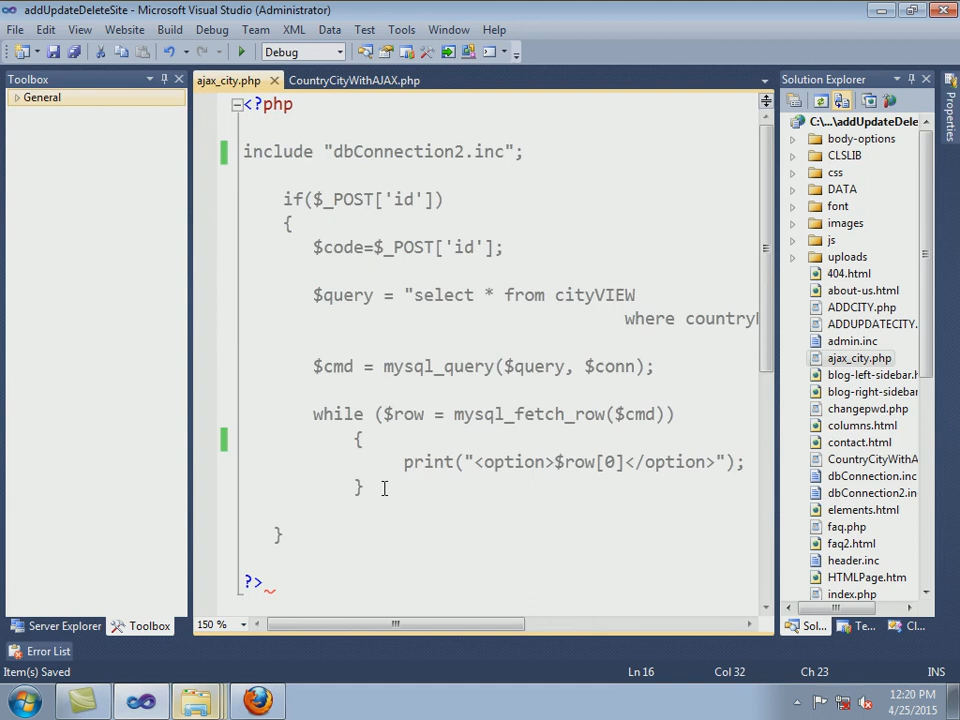 addUpdateDeleteSite - Microsoft Visual Studio (Administrator)
File Edit View Website Build Debug Team XML Data Test Tools Window Help
Debug
Toolbox
General
ajax_city.php CountryCityWithAJAX.php
<?php
include "dbConnection2.inc";
if($_POST['id'])
{
$code=$_POST['id'];
$query = "select * from cityVIEW
where country
$cmd = mysql_query($query, $conn);
while ($row = mysql_fetch_row($cmd))
{
print("<option>$row[0]</option>");
}
}
?>
150 %
Solution Explorer
C:\...\addUpdateDele
body-options
CLSLIB
css
DATA
font
images
js
uploads
404.html
about-us.html
ADDCITY.php
ADDUPDATECITY.
admin.inc
ajax_city.php
blog-left-sidebar.h
blog-right-sidebar.
changepwd.php
columns.html
contact.html
CountryCityWithA
dbConnection.inc
dbConnection2.in
elements.html
faq.php
faq2.html
header.inc
HTMLPage.htm
index.php
Properties
Server Explorer Toolbox
Sol... Te... Cl...
Error List
Item(s) Saved Ln 16 Col 32 Ch 23 INS
12:20 PM
4/25/2015